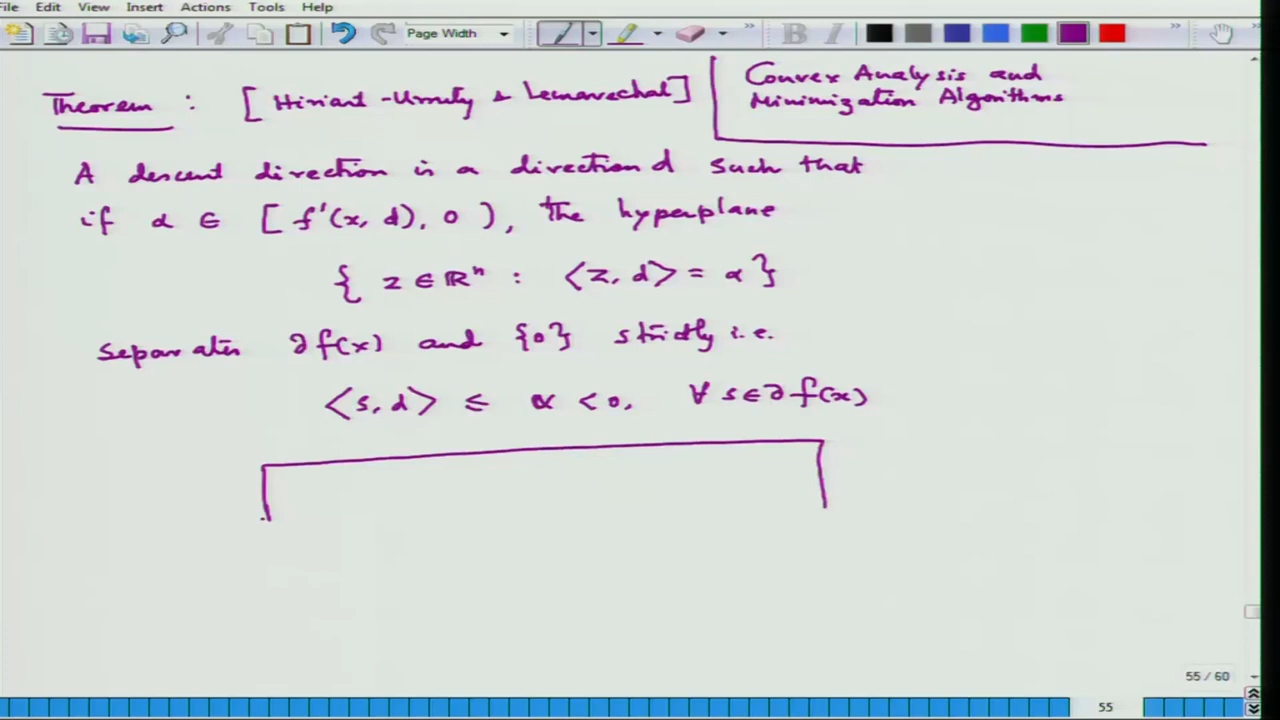 File Edit View Insert Actions Tools Help
Page Width
Theorem : [Hiriart-Urruty & Lemarechal]
Convex Analysis and
Minimization Algorithms
A descent direction is a direction d such that
if α ∈ [f'(x, d), 0), the hyperplane
{z ∈ ℝⁿ : ⟨z, d⟩ = α}
separates ∂f(x) and {0} strictly i.e.
⟨s, d⟩ ≤ α < 0, ∀ s ∈ ∂f(x)
55 / 60
55